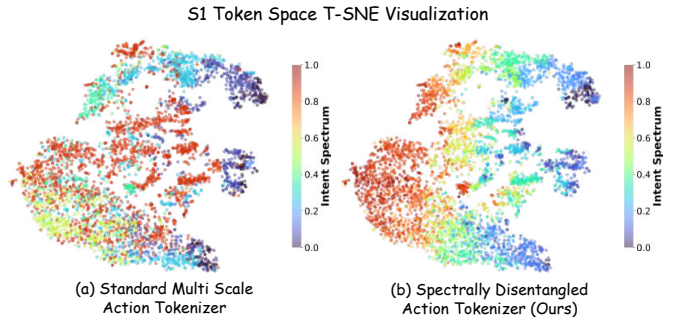 S1 Token Space T-SNE Visualization
1.0
0.8
0.6
0.4
0.2
0.0
Intent Spectrum
1.0
0.8
0.6
0.4
0.2
0.0
Intent Spectrum
(a) Standard Multi Scale
Action Tokenizer
(b) Spectrally Disentangled
Action Tokenizer (Ours)